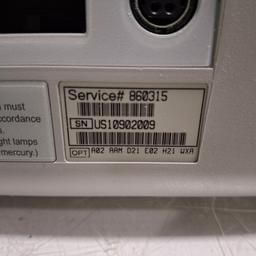 must
ccordance
s.
ght lamps
mercury.)
Service# 860315
SN US10902009
OPT A02 AAM D21 E02 H21 WXA